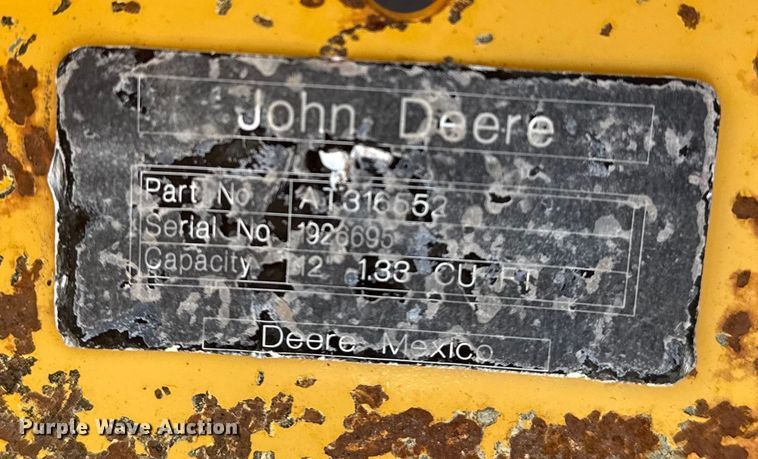 John Deere
Part No. AT316552
Serial No. 1926695
Capacity 12" 1.33 CU FT
Deere Mexico
Purple Wave Auction